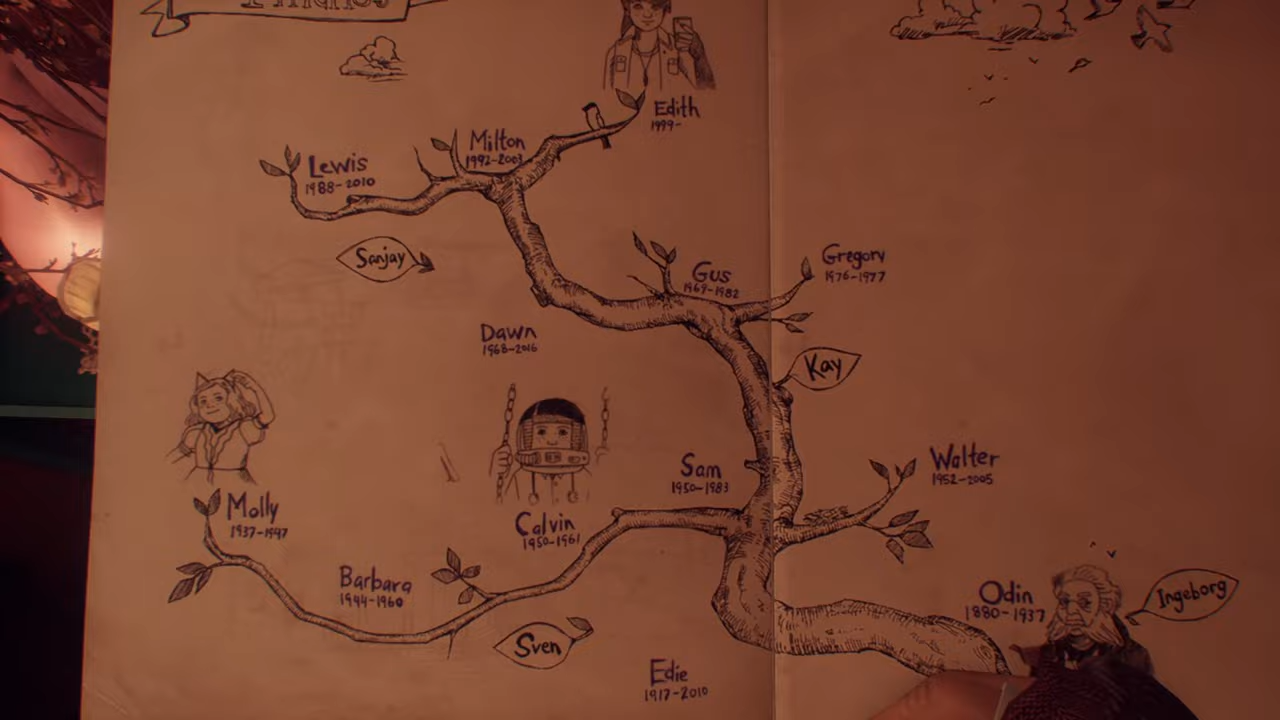 Finches
Edith
1999-
Milton
1992-2003
Lewis
1988-2010
Sanjay
Gregory
1976-1977
Gus
1969-1982
Dawn
1968-2016
Kay
Sam
1950-1983
Walter
1952-2005
Molly
1937-1947
Calvin
1950-1961
Barbara
1944-1960
Odin
1880-1937
Ingeborg
Sven
Edie
1917-2010